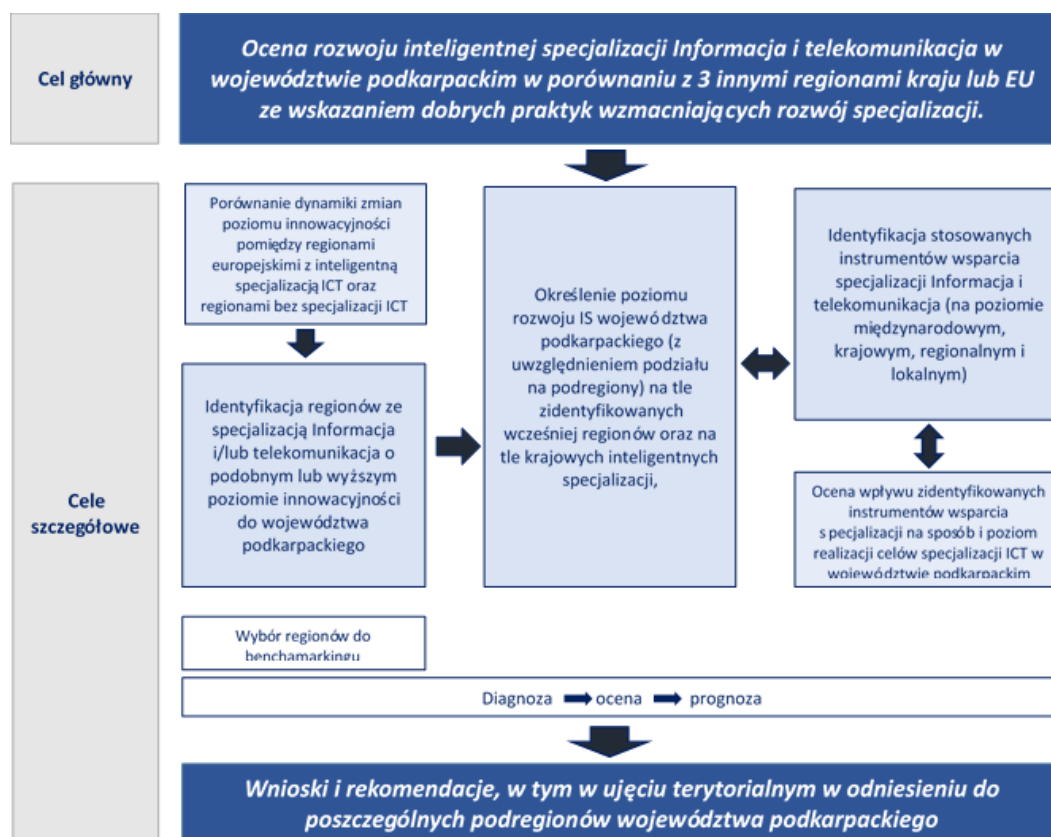 Cel główny
Ocena rozwoju inteligentnej specjalizacji Informacja i telekomunikacja w
województwie podkarpackim w porównaniu z 3 innymi regionami kraju lub EU
ze wskazaniem dobrych praktyk wzmacniających rozwój specjalizacji.
Cele
szczegółowe
Porównanie dynamiki zmian
poziomu innowacyjności
pomiędzy regionami
europejskimi z inteligentną
specjalizacją ICT oraz
regionami bez specjalizacji ICT
Identyfikacja regionów ze
specjalizacją Informacja
i/lub telekomunikacja o
podobnym lub wyższym
poziomie innowacyjności
do województwa
podkarpackiego
Określenie poziomu
rozwoju IS województwa
podkarpackiego (z
uwzględnieniem podziału
na podregiony) na tle
zidentyfikowanych
wcześniej regionów oraz na
tle krajowych inteligentnych
specjalizacji,
Identyfikacja stosowanych
instrumentów wsparcia
specjalizacji Informacja i
telekomunikacja (na poziomie
międzynarodowym,
krajowym, regionalnym i
lokalnym)
Ocena wpływu zidentyfikowanych
instrumentów wsparcia
s pecjalizacji na sposób i poziom
realizacji celów specjalizacji ICT w
województwie podkarpackim
Wybór regionów do
benchamarkingu
Diagnoza ocena prognoza
Wnioski i rekomendacje, w tym w ujęciu terytorialnym w odniesieniu do
poszczególnych podregionów województwa podkarpackiego